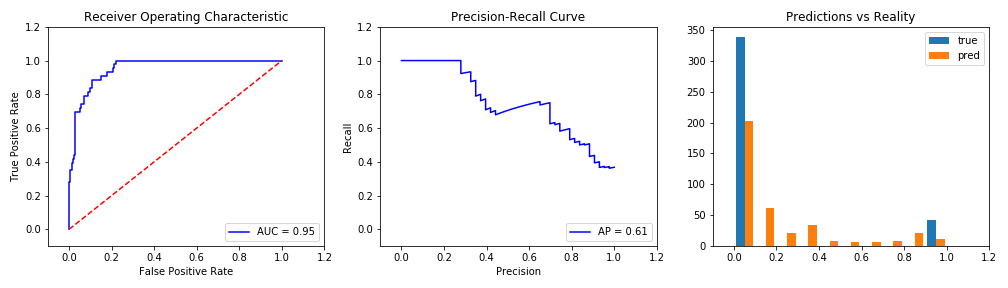 Receiver Operating Characteristic
1.2
1.0
0.8
0.6
0.4
0.2
0.0
True Positive Rate
0.0 0.2 0.4 0.6 0.8 1.0 1.2
False Positive Rate
AUC = 0.95
Precision-Recall Curve
1.2
1.0
0.8
0.6
0.4
0.2
0.0
Recall
0.0 0.2 0.4 0.6 0.8 1.0 1.2
Precision
AP = 0.61
Predictions vs Reality
350
300
250
200
150
100
50
0
0.0 0.2 0.4 0.6 0.8 1.0 1.2
true
pred